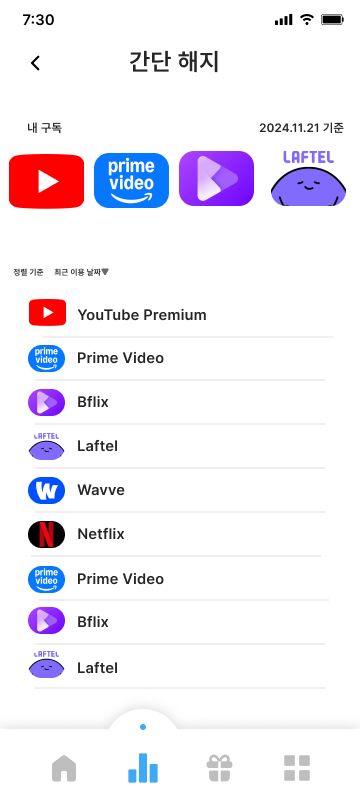 7:30
간단 해지
내 구독
2024.11.21 기준
prime
video
LAFTEL
정렬 기준 최근 이용 날짜▼
YouTube Premium
prime
video
Prime Video
Bflix
LAFTEL
Laftel
W
Wavve
N
Netflix
prime
video
Prime Video
Bflix
LAFTEL
Laftel